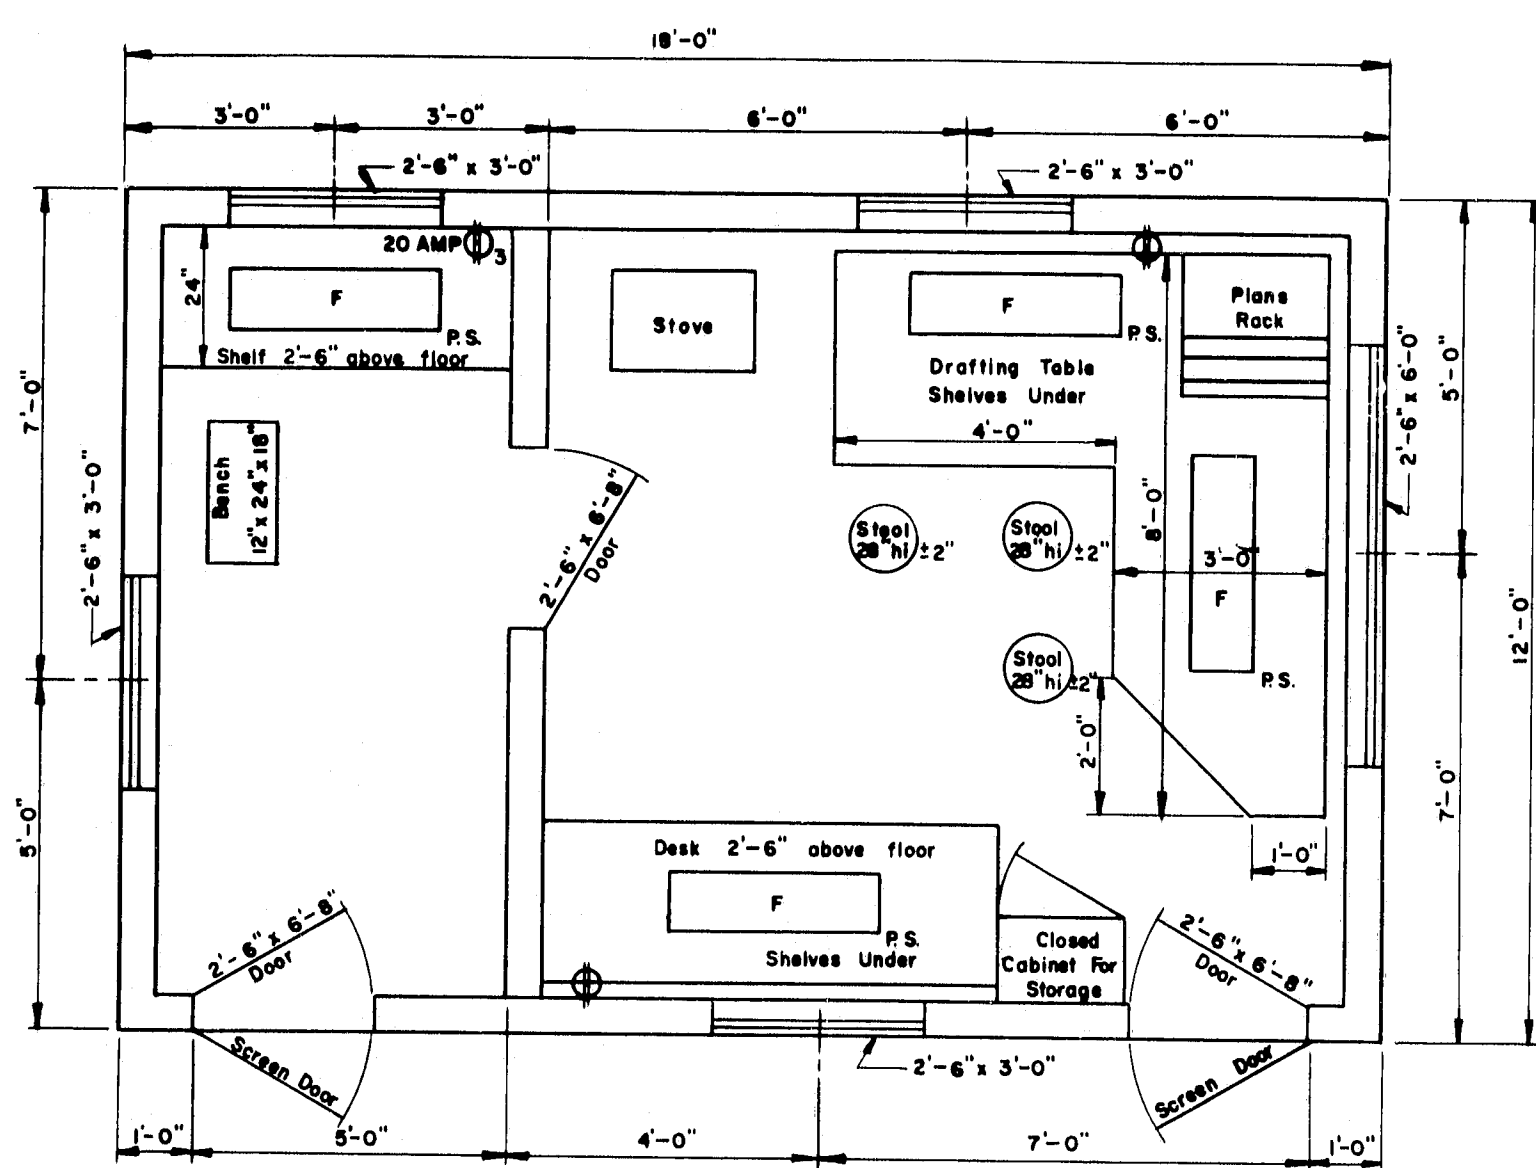 18'-0"
3'-0"
3'-0"
6'-0"
6'-0"
2'-6" x 3'-0"
2'-6" x 3'-0"
20 AMP
3
24"
F
P.S.
Shelf 2'-6" above floor
Stove
F
P.S.
Drafting Table
Shelves Under
4'-0"
Plans
Rack
7'-0"
5'-0"
2'-6" x 6'-0"
2'-6" x 3'-0"
Bench
12" x 24" x 18"
2'-6" x 6'-8"
Door
Stool
28" hi ±2"
Stool
28" hi ±2"
8'-0"
3'-0"
F
P.S.
12'-0"
Stool
28" hi ±2"
2'-0"
5'-0"
7'-0"
1'-0"
Desk 2'-6" above floor
F
P.S.
Shelves Under
Closed
Cabinet For
Storage
2'-6" x 6'-8"
Door
2'-6" x 6'-8"
Door
Screen Door
2'-6" x 3'-0"
Screen Door
1'-0"
5'-0"
4'-0"
7'-0"
1'-0"